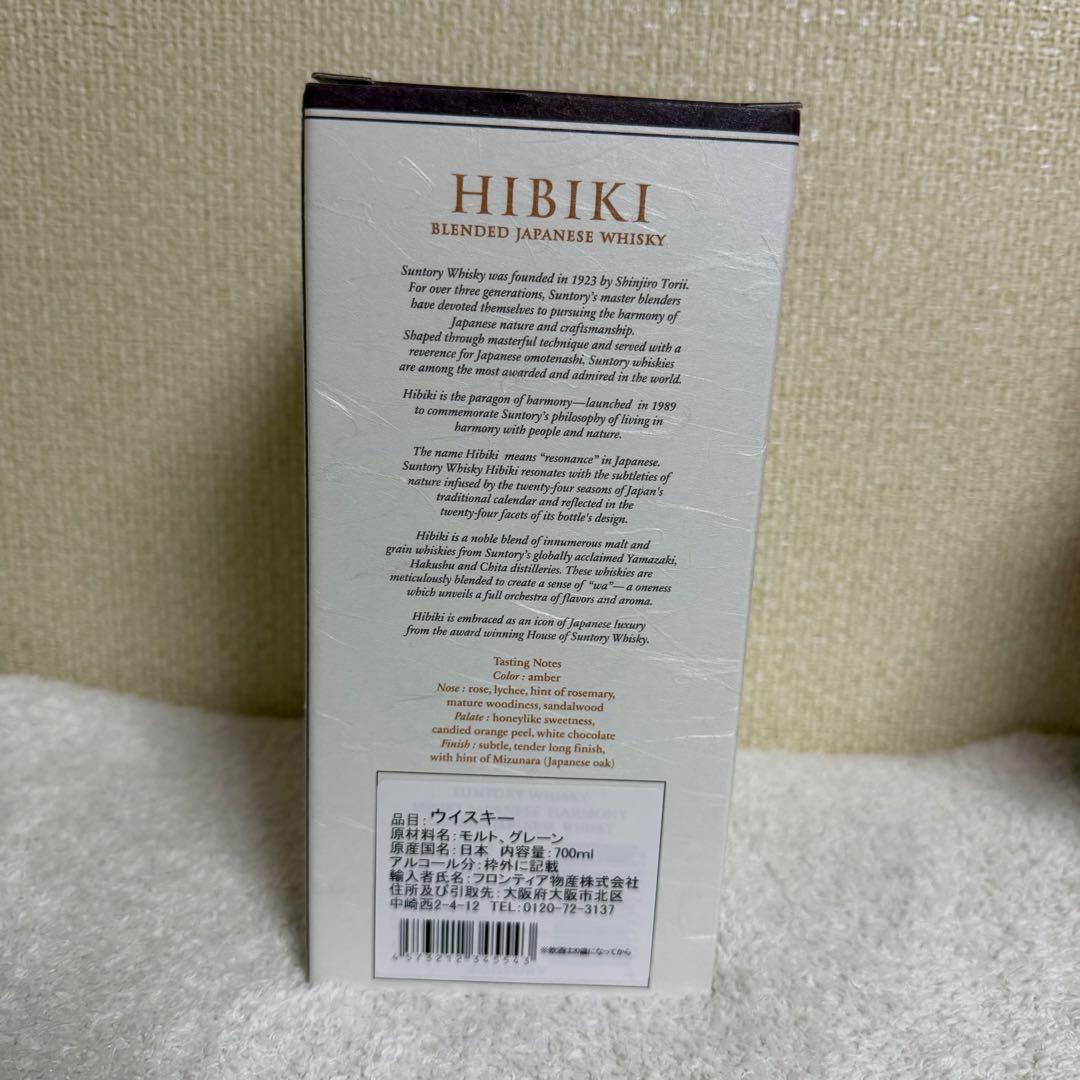 HIBIKI
BLENDED JAPANESE WHISKY
Suntory Whisky was founded in 1923 by Shinjiro Torii.
For over three generations, Suntory's master blenders
have devoted themselves to pursuing the harmony of
Japanese nature and craftsmanship.
Shaped through masterful technique and served with a
reverence for Japanese omotenashi, Suntory whiskies
are among the most awarded and admired in the world.
Hibiki is the paragon of harmony—launched in 1989
to commemorate Suntory's philosophy of living in
harmony with people and nature.
The name Hibiki means “resonance” in Japanese.
Suntory Whisky Hibiki resonates with the subtleties of
nature infused by the twenty-four seasons of Japan's
traditional calendar and reflected in the
twenty-four facets of its bottle's design.
Hibiki is a noble blend of innumerous malt and
grain whiskies from Suntory's globally acclaimed Yamazaki,
Hakushu and Chita distilleries. These whiskies are
meticulously blended to create a sense of “wa”— a oneness
which unveils a full orchestra of flavors and aroma.
Hibiki is embraced as an icon of Japanese luxury
from the award winning House of Suntory Whisky.
Tasting Notes
Color : amber
Nose : rose, lychee, hint of rosemary,
mature woodiness, sandalwood
Palate : honeylike sweetness,
candied orange peel, white chocolate
Finish : subtle, tender long finish,
with hint of Mizunara (Japanese oak)
SUNTORY WHISKY
品目：ウイスキー
原材料名：モルト、グレーン
原産国名：日本 内容量：700ml
アルコール分：枠外に記載
輸入者氏名：フロンティア物産株式会社
住所及び引取先：大阪府大阪市北区
中崎西2-4-12 TEL:0120-72-3137
※飲酒は20歳になってから